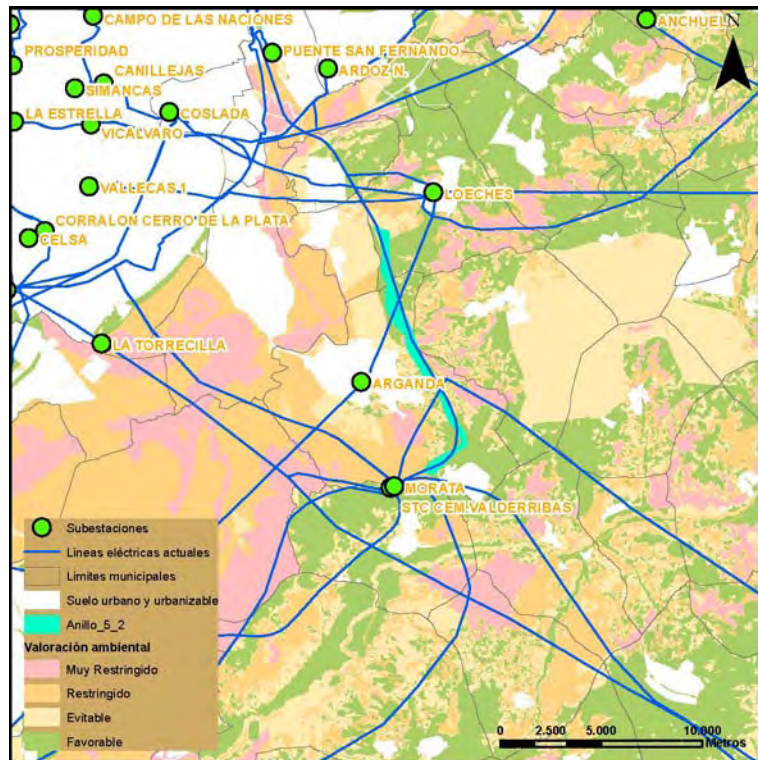 CAMPO DE LAS NACIONES
ANCHUEL
N
PROSPERIDAD
PUENTE SAN FERNANDO
CANILLEJAS
ARDOZ N.
SIMANCAS
LA ESTRELLA
COSLADA
VICALVARO
VALLECAS 1
LOECHES
CORRALON CERRO DE LA PLATA
CELSA
LA TORRECILLA
ARGANDA
MORATA
STC CEM.VALDERRIBAS
Subestaciones
Lineas eléctricas actuales
Limites municipales
Suelo urbano y urbanizable
Anillo_5_2
Valoración ambiental
Muy Restringido
Restringido
Evitable
Favorable
0 2.500 5.000 10.000
Metros